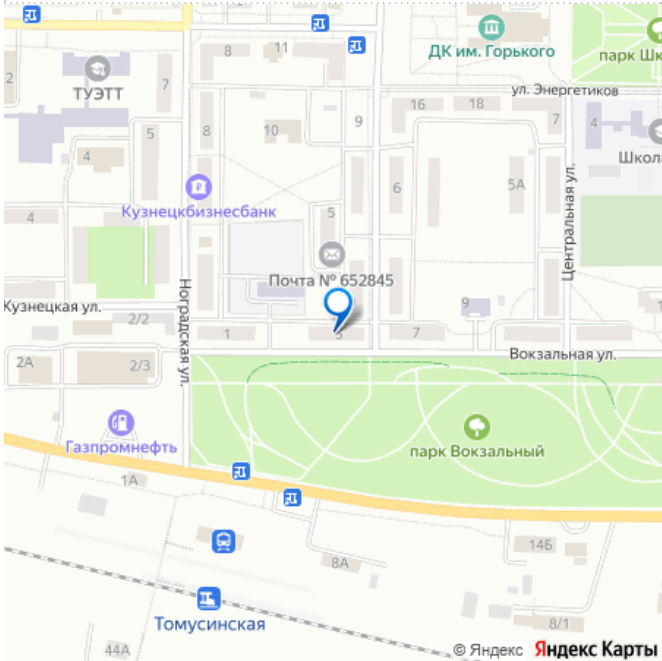 8
11
ДК им. Горького
парк Шк
2
ТУЭТТ
7
ул. Энергетиков
16
18
7
4
5
8
10
9
4
Школа
6
5А
Центральная ул.
Кузнецкбизнесбанк
4
5
Почта № 652845
Кузнецкая ул.
Ноградская ул.
2/2
9
1
5
7
Вокзальная ул.
2А
2/3
Газпромнефть
парк Вокзальный
1А
14Б
8А
Томусинская
8/1
44А
© Яндекс Яндекс Карты